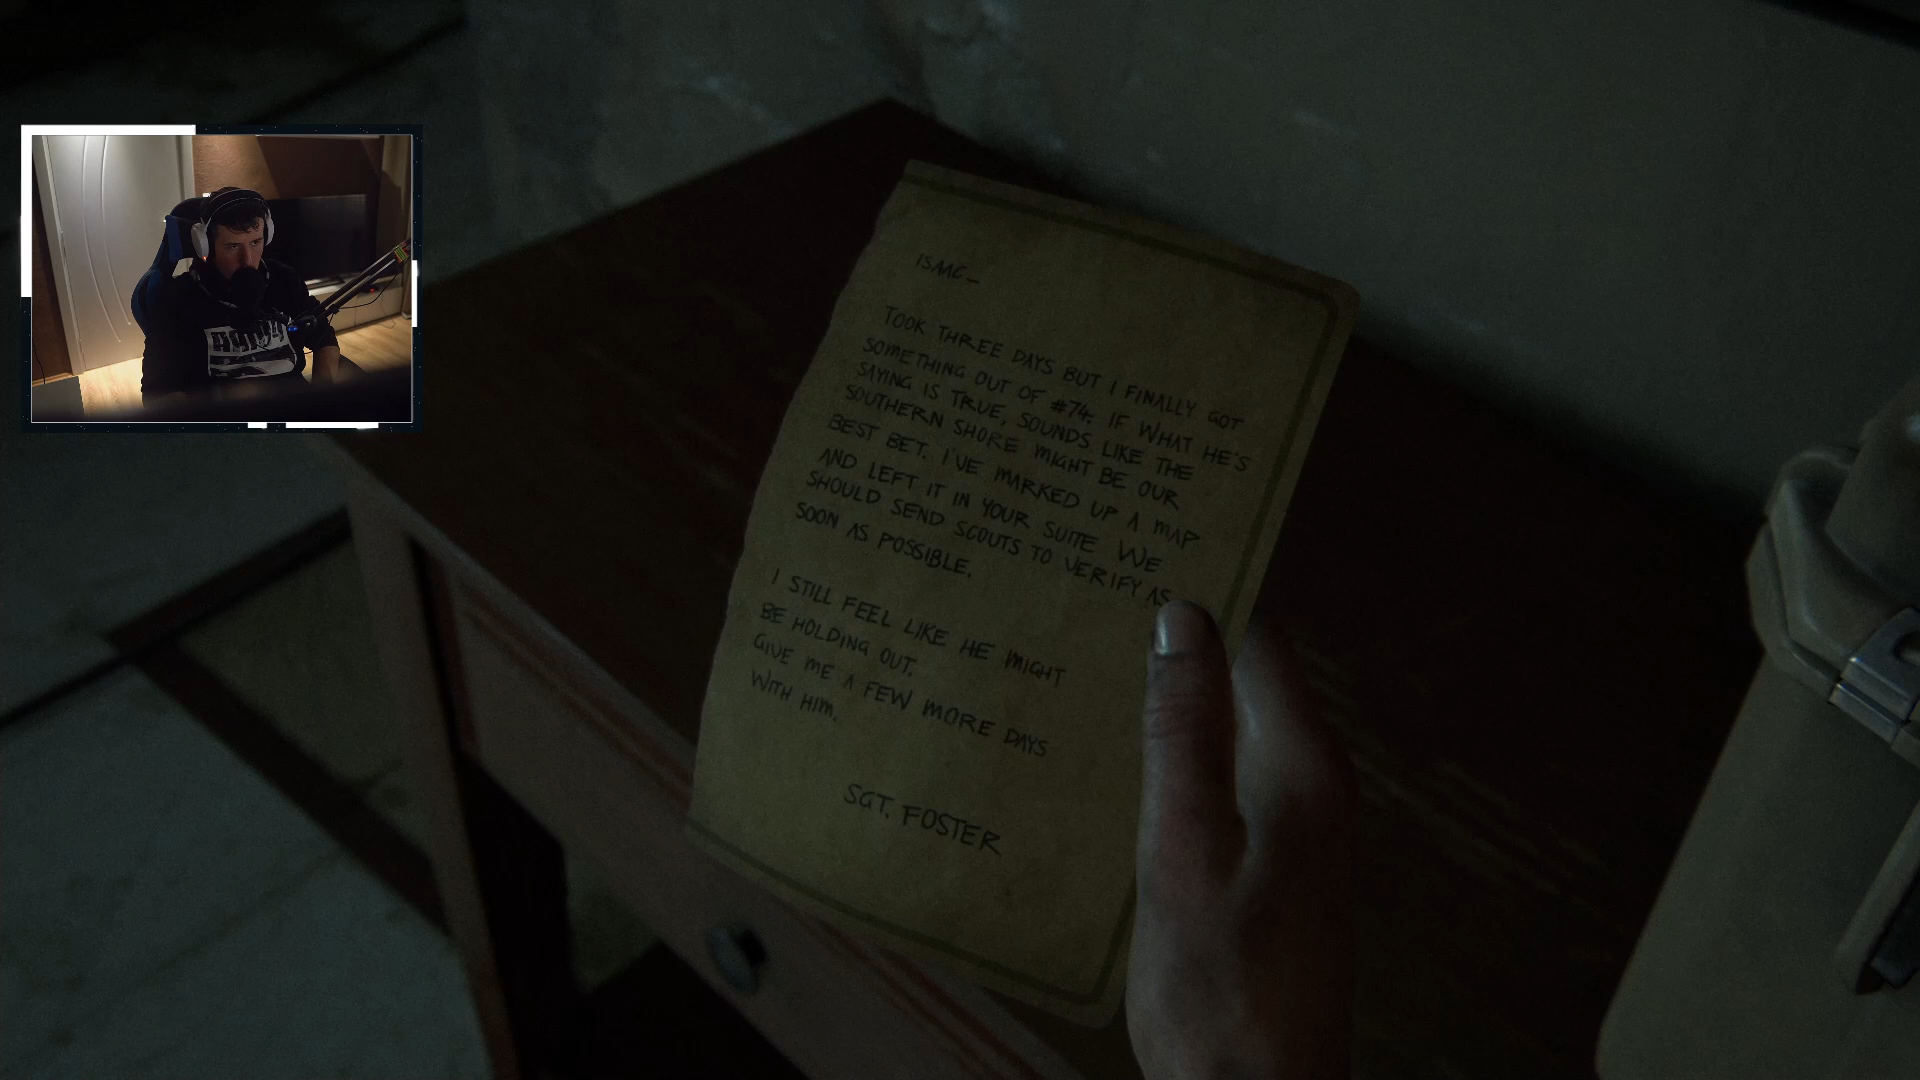 ISAAC–
TOOK THREE DAYS BUT I FINALLY GOT
SOMETHING OUT OF #74. IF WHAT HE'S
SAYING IS TRUE, SOUNDS LIKE THE
SOUTHERN SHORE MIGHT BE OUR
BEST BET. I'VE MARKED UP A MAP
AND LEFT IT IN YOUR SUITE. WE
SHOULD SEND SCOUTS TO VERIFY AS
SOON AS POSSIBLE.
I STILL FEEL LIKE HE MIGHT
BE HOLDING OUT.
GIVE ME A FEW MORE DAYS
WITH HIM.
SGT. FOSTER